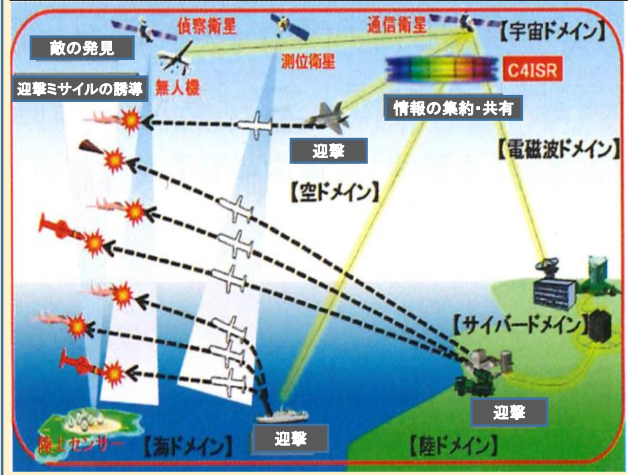 偵察衛星
通信衛星
【宇宙ドメイン】
敵の発見
測位衛星
C4ISR
迎撃ミサイルの誘導
無人機
情報の集約・共有
迎撃
【電磁波ドメイン】
【空ドメイン】
【サイバードメイン】
迎撃
陸上センサー
【海ドメイン】
迎撃
【陸ドメイン】